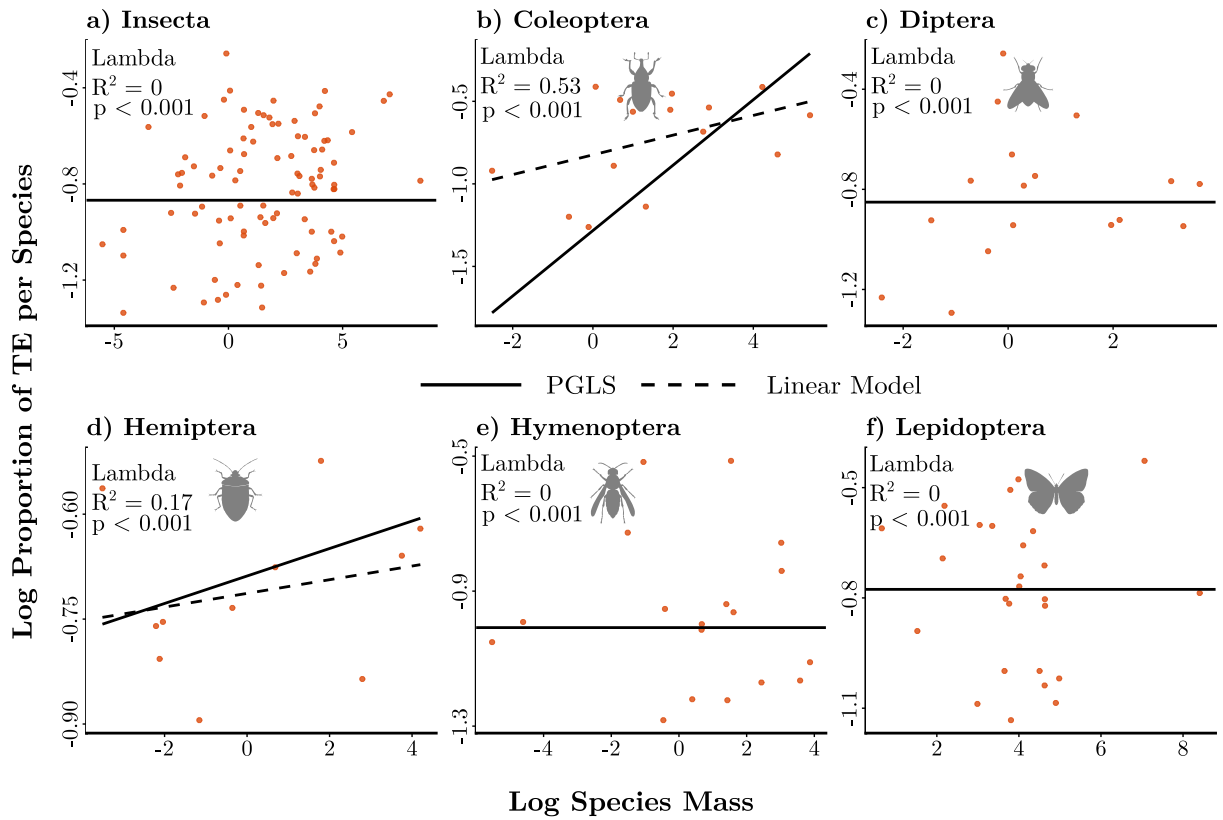 a) Insecta
Lambda
R² = 0
p < 0.001
-0.4
-0.8
-1.2
-5
0
5
b) Coleoptera
Lambda
R² = 0.53
p < 0.001
-0.5
-1.0
-1.5
-2
0
2
4
c) Diptera
Lambda
R² = 0
p < 0.001
-0.4
-0.8
-1.2
-2
0
2
PGLS
Linear Model
d) Hemiptera
Lambda
R² = 0.17
p < 0.001
-0.60
-0.75
-0.90
-2
0
2
4
e) Hymenoptera
Lambda
R² = 0
p < 0.001
-0.5
-0.9
-1.3
-4
-2
0
2
4
f) Lepidoptera
Lambda
R² = 0
p < 0.001
-0.5
-0.8
-1.1
2
4
6
8
Log Proportion of TE per Species
Log Species Mass